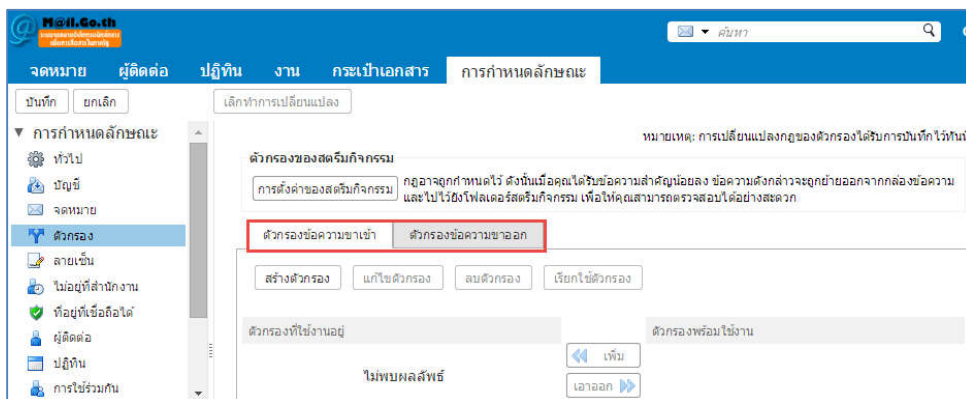 M@il.Go.th
ค้นหา
จดหมาย ผู้ติดต่อ ปฏิทิน งาน กระเป๋าเอกสาร การกำหนดลักษณะ
บันทึก ยกเลิก เลิกทำการเปลี่ยนแปลง
การกำหนดลักษณะ
ทั่วไป
บัญชี
จดหมาย
ตัวกรอง
ลายเซ็น
ไม่อยู่ที่สำนักงาน
ที่อยู่ที่เชื่อถือได้
ผู้ติดต่อ
ปฏิทิน
การใช้ร่วมกัน
หมายเหตุ: การเปลี่ยนแปลงกฎของตัวกรองได้รับการบันทึกไว้ทันที
ตัวกรองของสตรีมกิจกรรม
การตั้งค่าของสตรีมกิจกรรม
กฎอาจถูกกำหนดไว้ ดังนั้นเมื่อคุณได้รับข้อความสำคัญน้อยลง ข้อความดังกล่าวจะถูกย้ายออกจากกล่องข้อความ
และไปไว้ยังโฟลเดอร์สตรีมกิจกรรม เพื่อให้คุณสามารถตรวจสอบได้อย่างสะดวก
ตัวกรองข้อความขาเข้า ตัวกรองข้อความขาออก
สร้างตัวกรอง แก้ไขตัวกรอง ลบตัวกรอง เรียกใช้ตัวกรอง
ตัวกรองที่ใช้งานอยู่ ตัวกรองพร้อมใช้งาน
ไม่พบผลลัพธ์
เพิ่ม
เอาออก